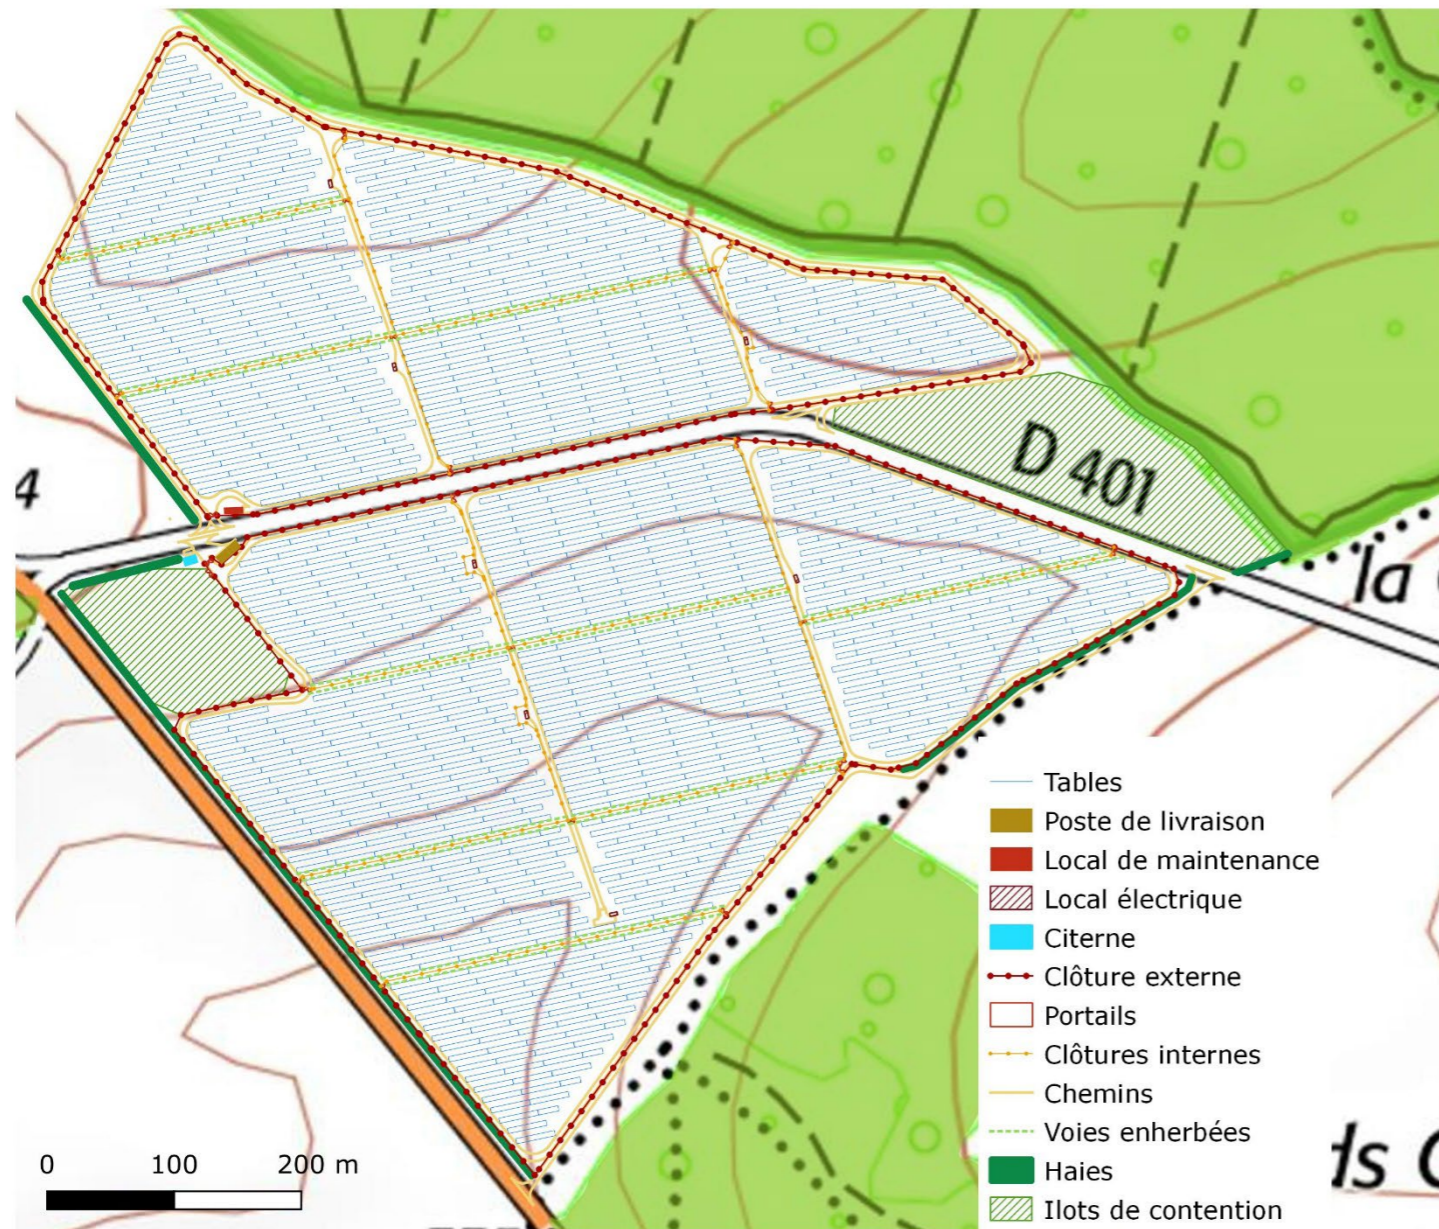 D 401
4
la
Tables
Poste de livraison
Local de maintenance
Local électrique
Citerne
Clôture externe
Portails
Clôtures internes
Chemins
Voies enherbées
Haies
Ilots de contention
0 100 200 m